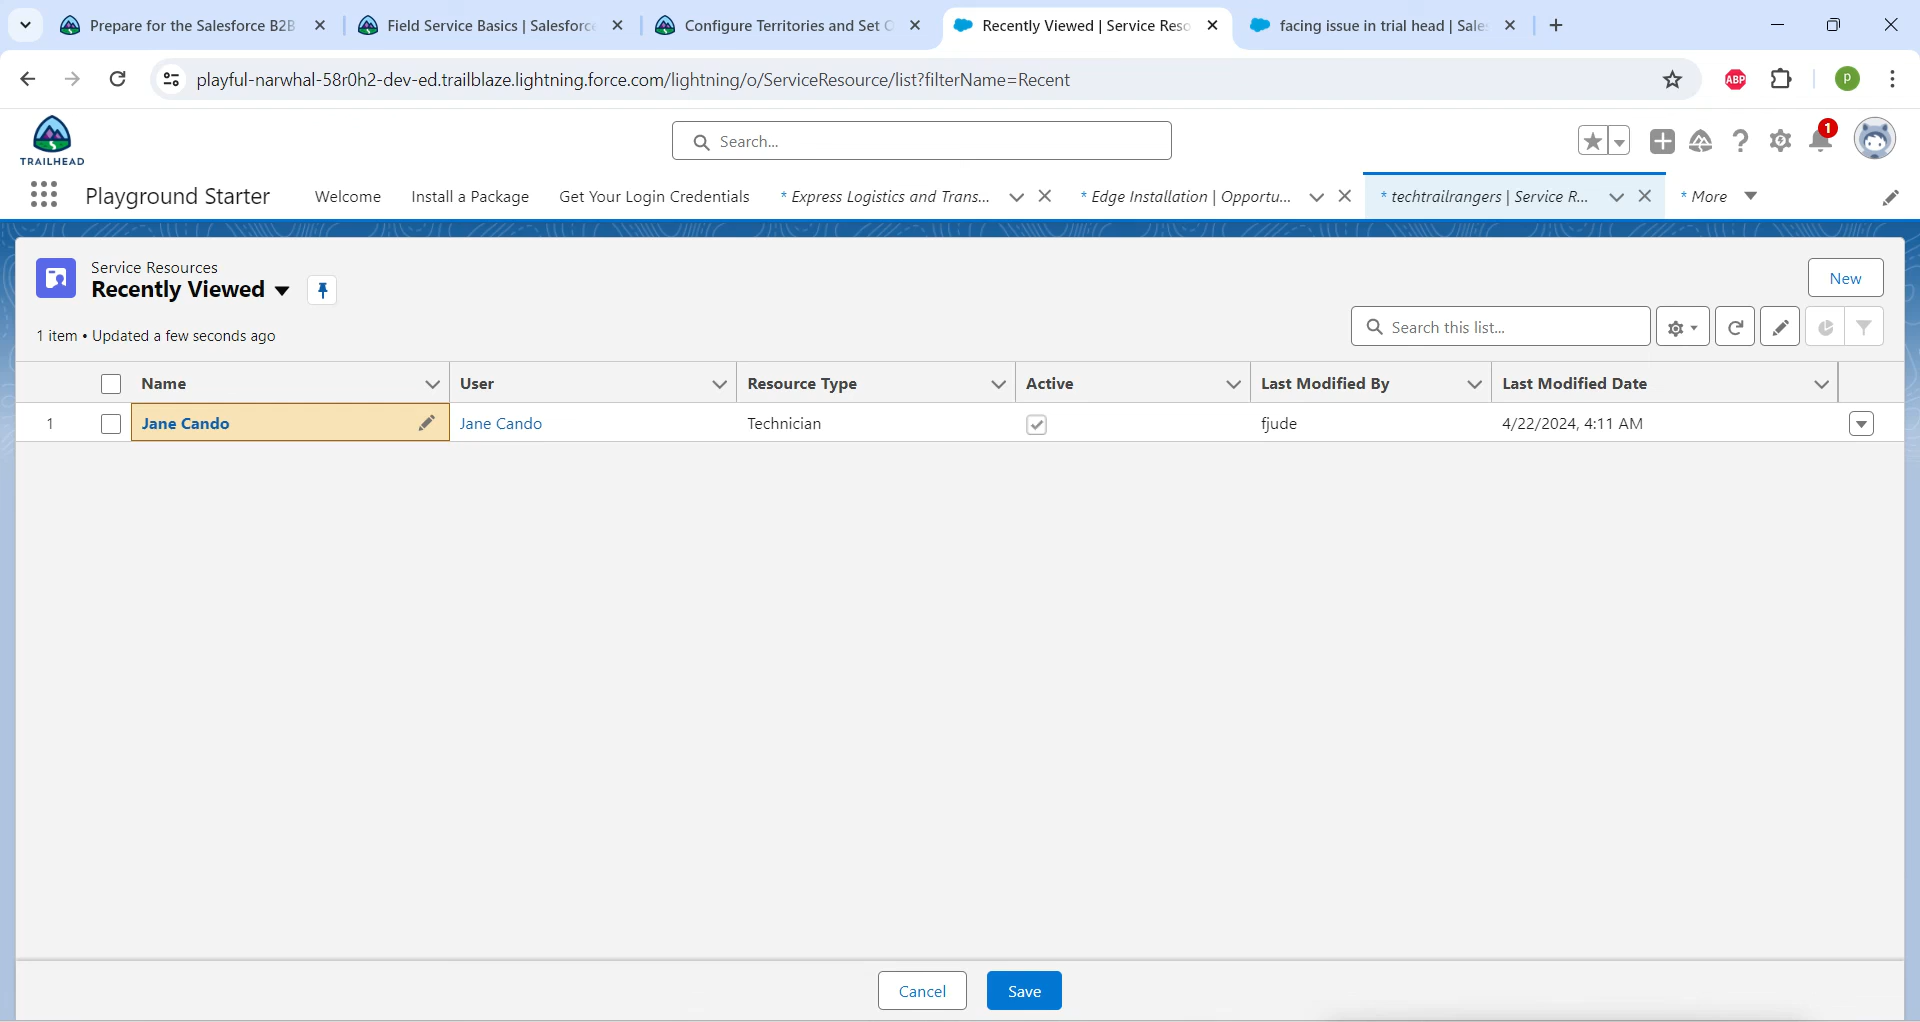 Prepare for the Salesforce B2B
Field Service Basics | Salesforce
Configure Territories and Set O
Recently Viewed | Service Reso
facing issue in trial head | Sales
playful-narwhal-58r0h2-dev-ed.trailblaze.lightning.force.com/lightning/o/ServiceResource/list?filterName=Recent
ABP
P
TRAILHEAD
Search...
1
Playground Starter
Welcome
Install a Package
Get Your Login Credentials
* Express Logistics and Trans...
* Edge Installation | Opportu...
* techtrailrangers | Service R...
* More
Service Resources
Recently Viewed
New
1 item • Updated a few seconds ago
Search this list...
Name User Resource Type Active Last Modified By Last Modified Date
1 Jane Cando Jane Cando Technician fjude 4/22/2024, 4:11 AM
Cancel Save